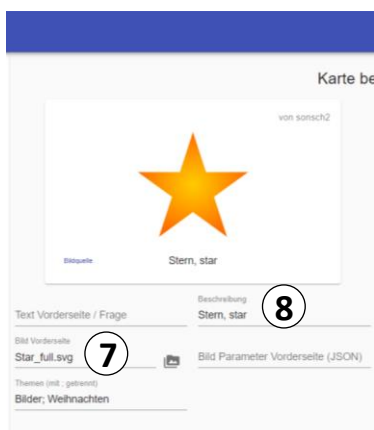 Karte be
von sonsch2
Bildquelle
Stern, star
Text Vorderseite / Frage
Beschreibung
Stern, star
8
Bild Vorderseite
Star_full.svg
7
Bild Parameter Vorderseite (JSON)
Themen (mit ; getrennt)
Bilder; Weihnachten